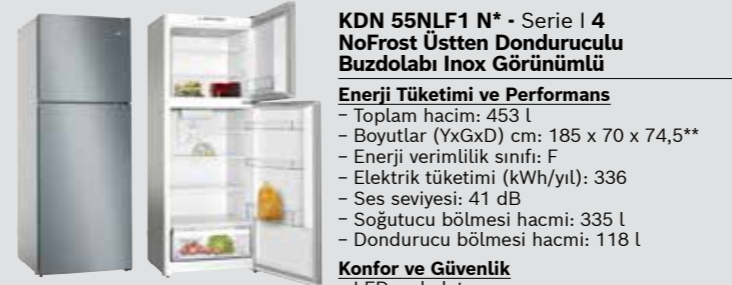 KDN 55NLF1 N* - Serie | 4
NoFrost Üstten Donduruculu
Buzdolabı Inox Görünümlü
Enerji Tüketimi ve Performans
– Toplam hacim: 453 l
– Boyutlar (YxGxD) cm: 185 x 70 x 74,5**
– Enerji verimlilik sınıfı: F
– Elektrik tüketimi (kWh/yıl): 336
– Ses seviyesi: 41 dB
– Soğutucu bölmesi hacmi: 335 l
– Dondurucu bölmesi hacmi: 118 l
Konfor ve Güvenlik